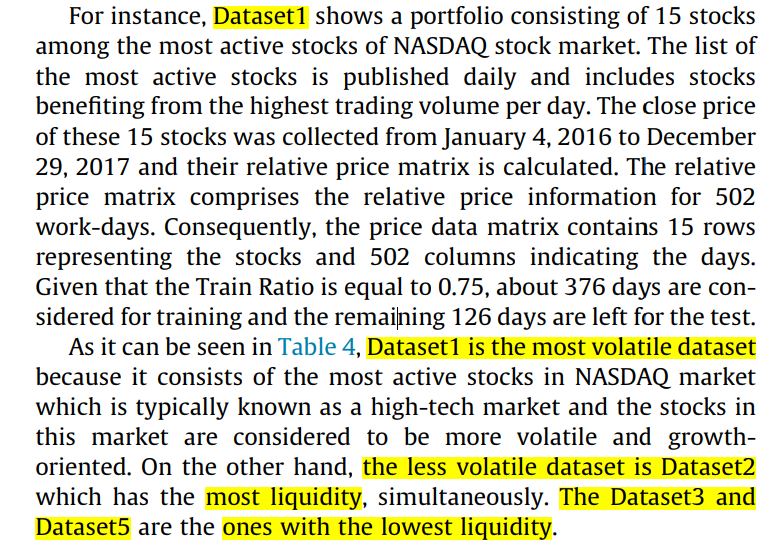 For instance, Dataset1 shows a portfolio consisting of 15 stocks
among the most active stocks of NASDAQ stock market. The list of
the most active stocks is published daily and includes stocks
benefiting from the highest trading volume per day. The close price
of these 15 stocks was collected from January 4, 2016 to December
29, 2017 and their relative price matrix is calculated. The relative
price matrix comprises the relative price information for 502
work-days. Consequently, the price data matrix contains 15 rows
representing the stocks and 502 columns indicating the days.
Given that the Train Ratio is equal to 0.75, about 376 days are con-
sidered for training and the remaining 126 days are left for the test.
As it can be seen in Table 4, Dataset1 is the most volatile dataset
because it consists of the most active stocks in NASDAQ market
which is typically known as a high-tech market and the stocks in
this market are considered to be more volatile and growth-
oriented. On the other hand, the less volatile dataset is Dataset2
which has the most liquidity, simultaneously. The Dataset3 and
Dataset5 are the ones with the lowest liquidity.